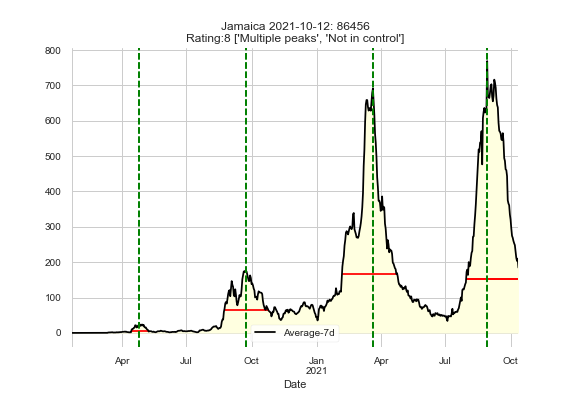 Jamaica 2021-10-12: 86456
Rating:8 ['Multiple peaks', 'Not in control']
800
700
600
500
400
300
200
100
0
Average-7d
Apr
Jul
Oct
Jan
2021
Apr
Jul
Oct
Date